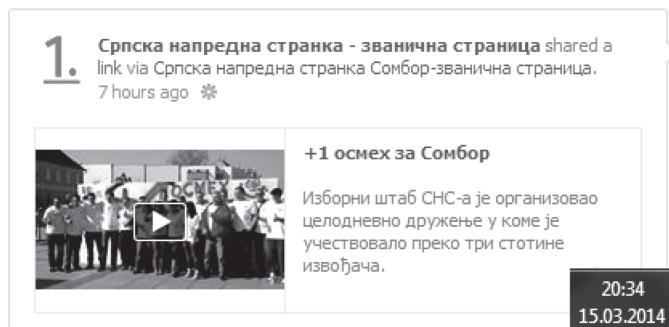 1.
Српска напредна странка - званична страница shared a
link via Српска напредна странка Сомбор-званична страница.
7 hours ago
ОСМЕХ
+1 осмех за Сомбор
Изборни штаб СНС-а је организовао
целодневно дружење у коме је
учествовало преко три стотине
извођача.
20:34
15.03.2014